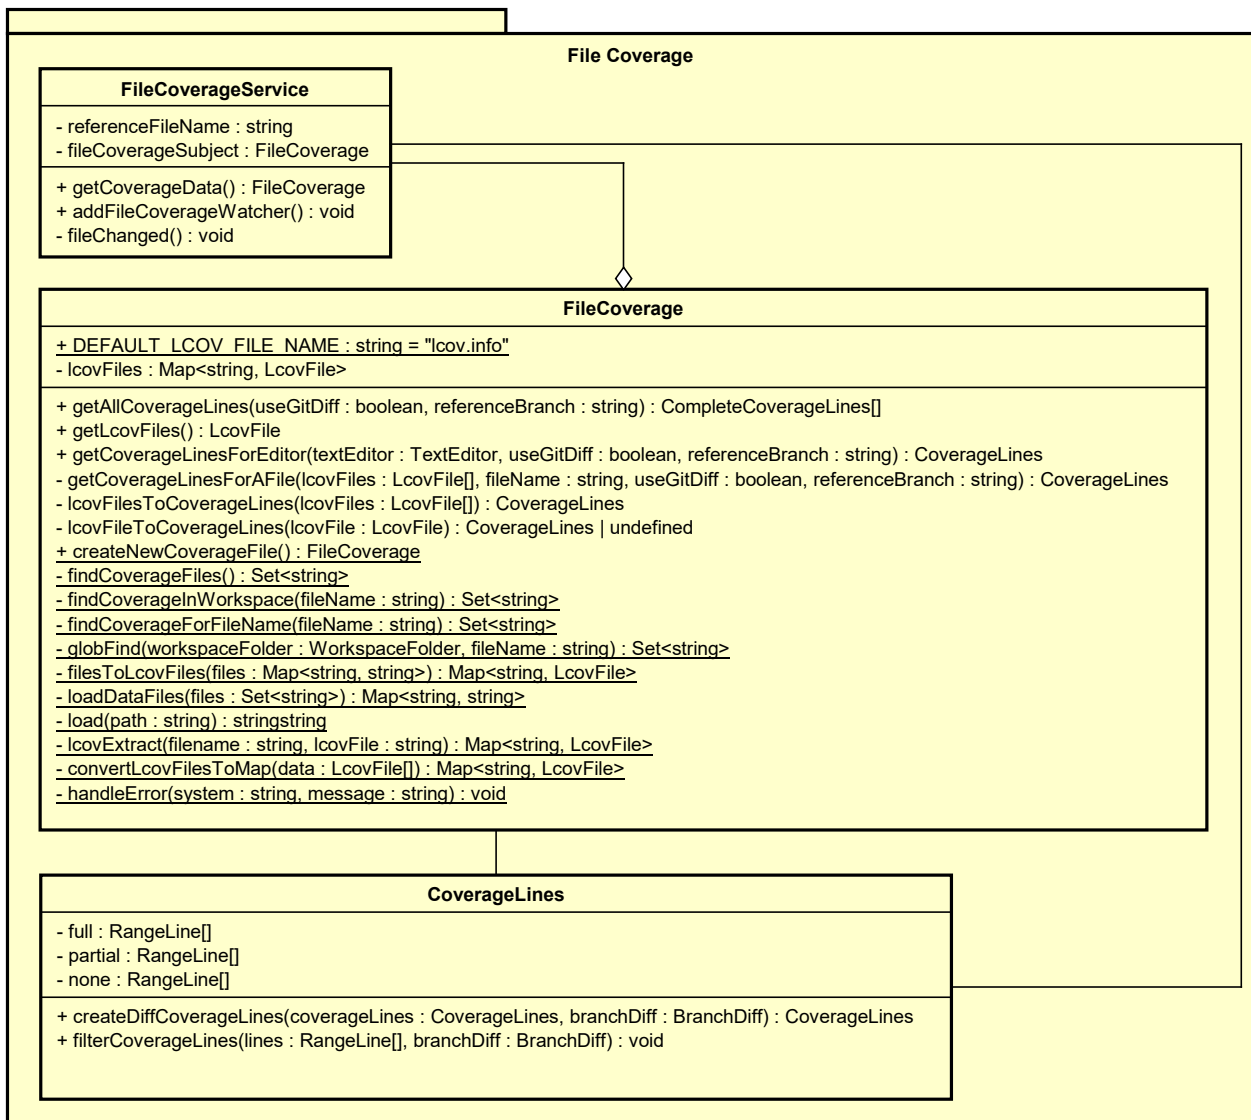 File Coverage
FileCoverageService
- referenceFileName : string
- fileCoverageSubject : FileCoverage
+ getCoverageData() : FileCoverage
+ addFileCoverageWatcher() : void
- fileChanged() : void
FileCoverage
+ DEFAULT_LCOV_FILE_NAME : string = "lcov.info"
- lcovFiles : Map<string, LcovFile>
+ getAllCoverageLines(useGitDiff : boolean, referenceBranch : string) : CompleteCoverageLines[]
+ getLcovFiles() : LcovFile
+ getCoverageLinesForEditor(textEditor : TextEditor, useGitDiff : boolean, referenceBranch : string) : CoverageLines
- getCoverageLinesForAFile(lcovFiles : LcovFile[], fileName : string, useGitDiff : boolean, referenceBranch : string) : CoverageLines
- lcovFilesToCoverageLines(lcovFiles : LcovFile[]) : CoverageLines
- lcovFileToCoverageLines(lcovFile : LcovFile) : CoverageLines | undefined
+ createNewCoverageFile() : FileCoverage
- findCoverageFiles() : Set<string>
- findCoverageInWorkspace(fileName : string) : Set<string>
- findCoverageForFileName(fileName : string) : Set<string>
- globFind(workspaceFolder : WorkspaceFolder, fileName : string) : Set<string>
- filesToLcovFiles(files : Map<string, string>) : Map<string, LcovFile>
- loadDataFiles(files : Set<string>) : Map<string, string>
- load(path : string) : stringstring
- lcovExtract(filename : string, lcovFile : string) : Map<string, LcovFile>
- convertLcovFilesToMap(data : LcovFile[]) : Map<string, LcovFile>
- handleError(system : string, message : string) : void
CoverageLines
- full : RangeLine[]
- partial : RangeLine[]
- none : RangeLine[]
+ createDiffCoverageLines(coverageLines : CoverageLines, branchDiff : BranchDiff) : CoverageLines
+ filterCoverageLines(lines : RangeLine[], branchDiff : BranchDiff) : void